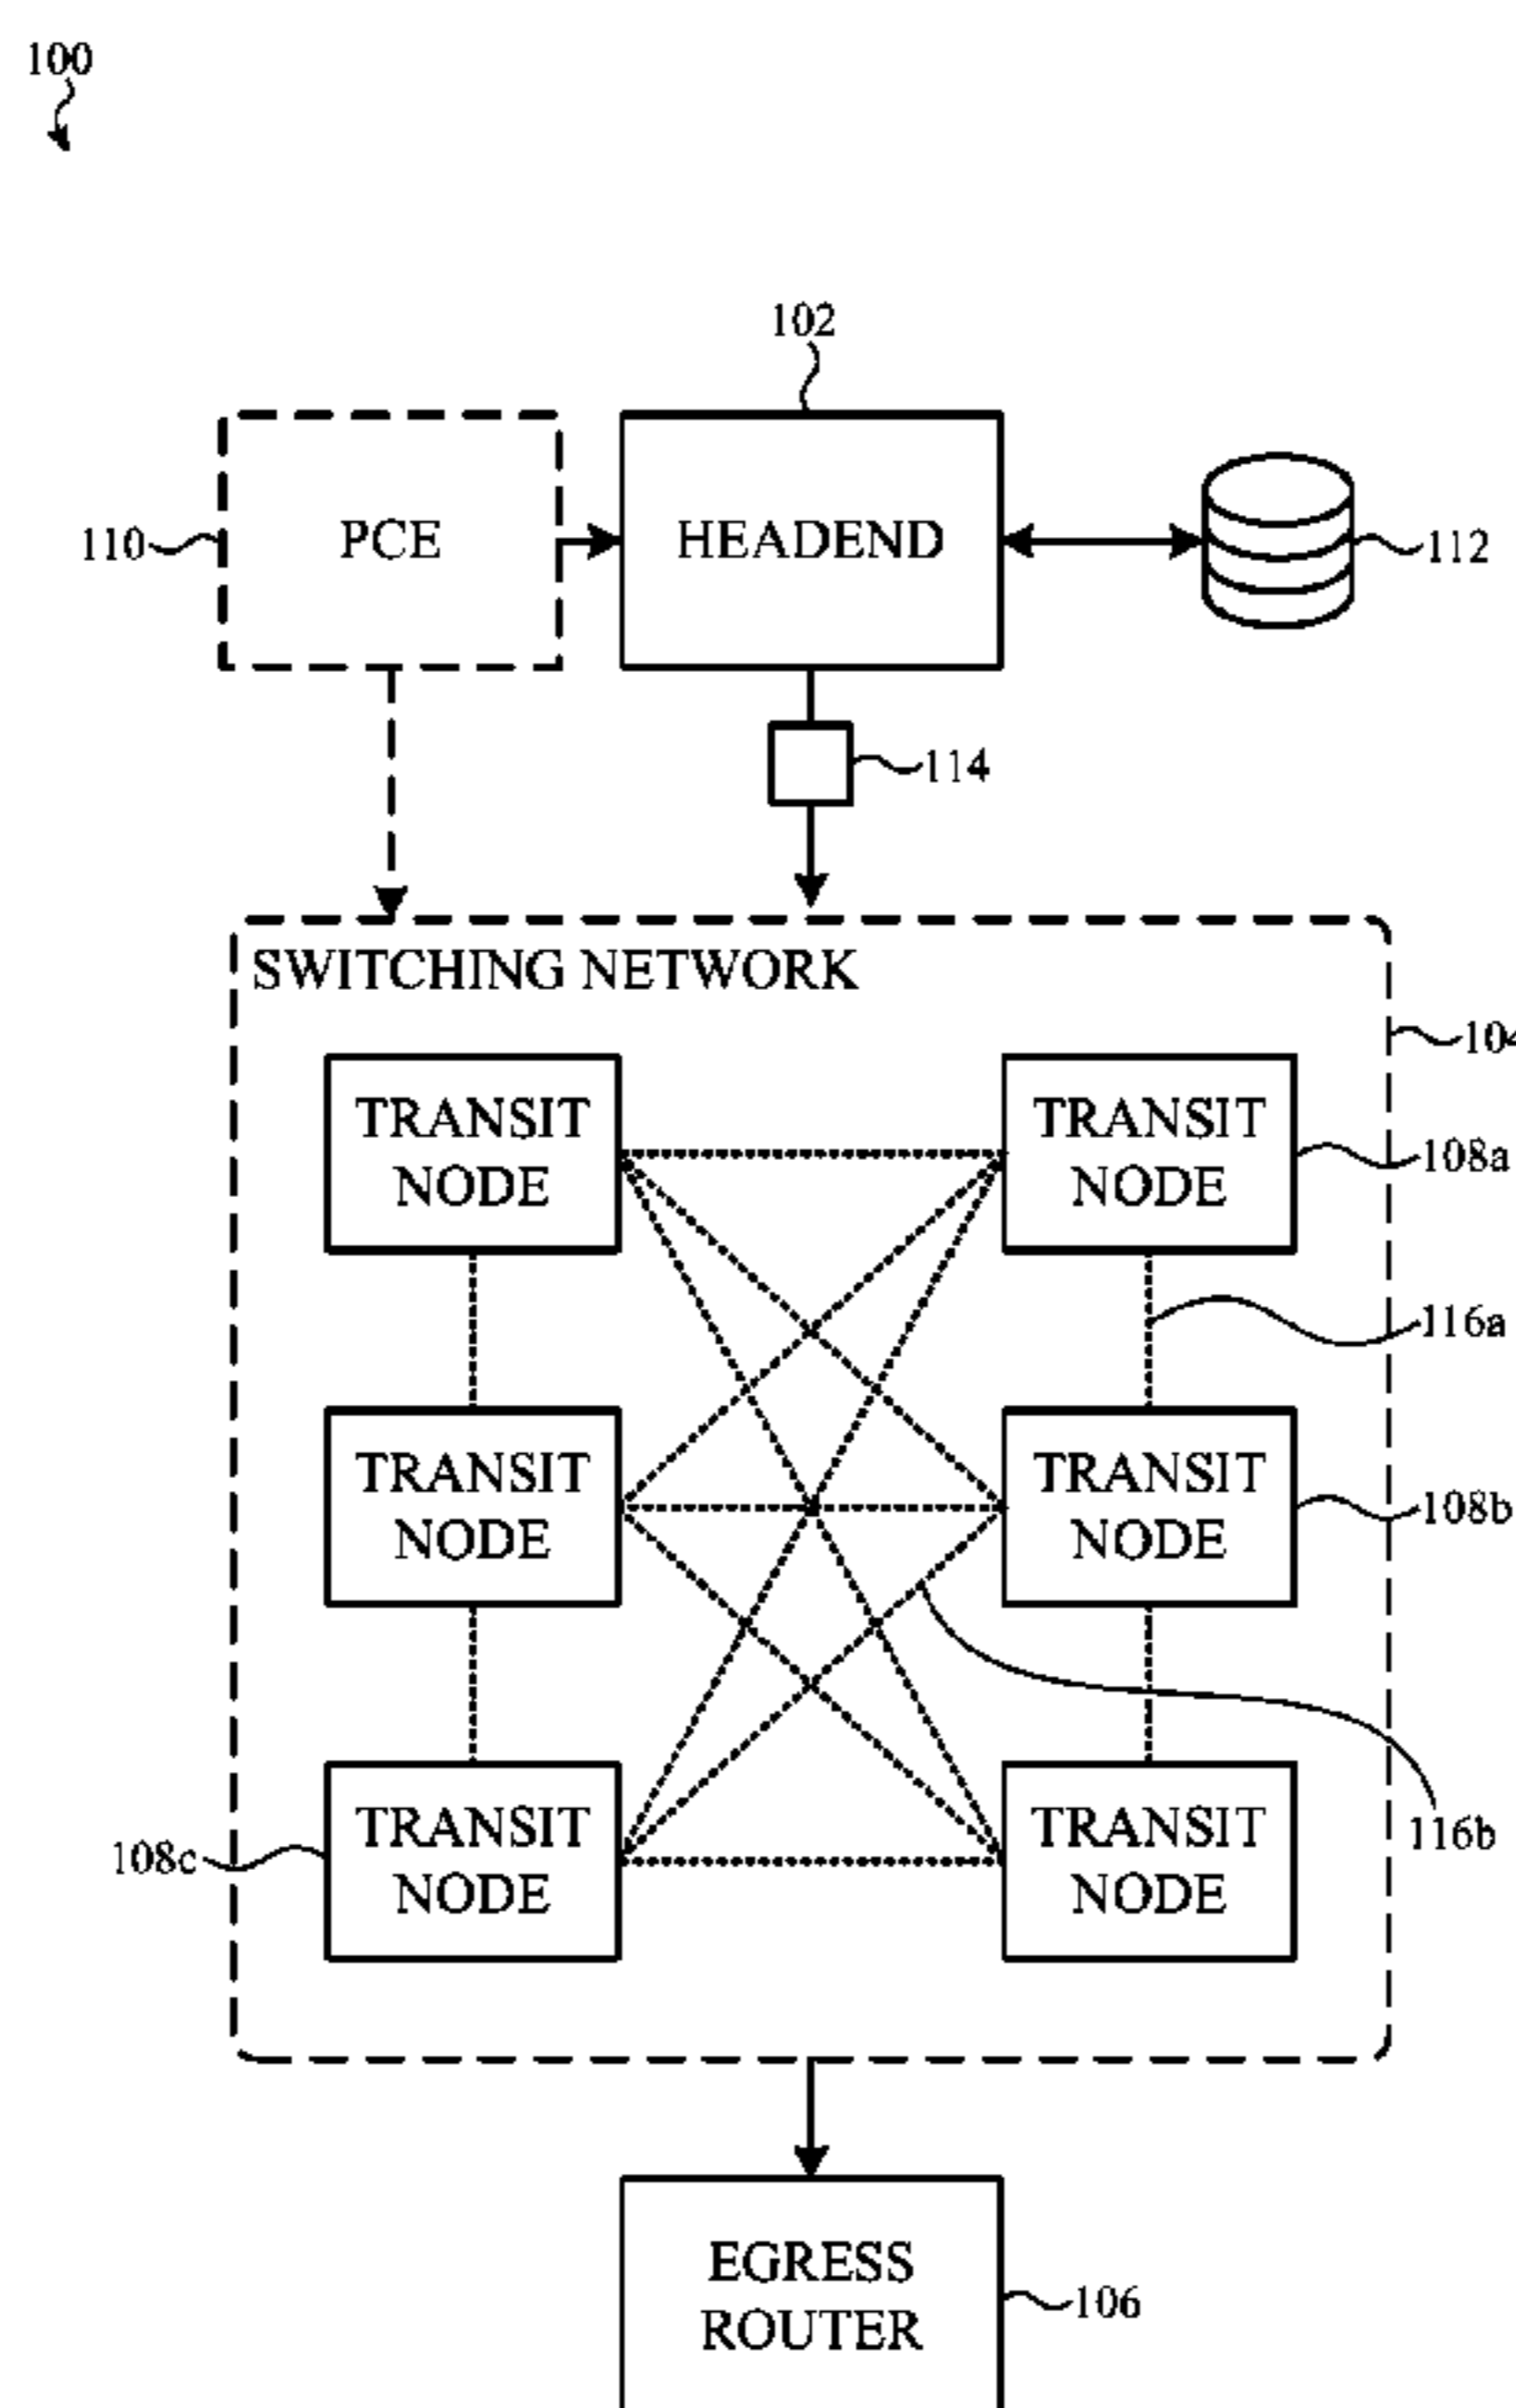 100
102
110
PCE
HEADEND
112
114
SWITCHING NETWORK
104
TRANSIT
NODE
TRANSIT
NODE
108a
116a
TRANSIT
NODE
TRANSIT
NODE
108b
108c
TRANSIT
NODE
TRANSIT
NODE
116b
EGRESS
ROUTER
106